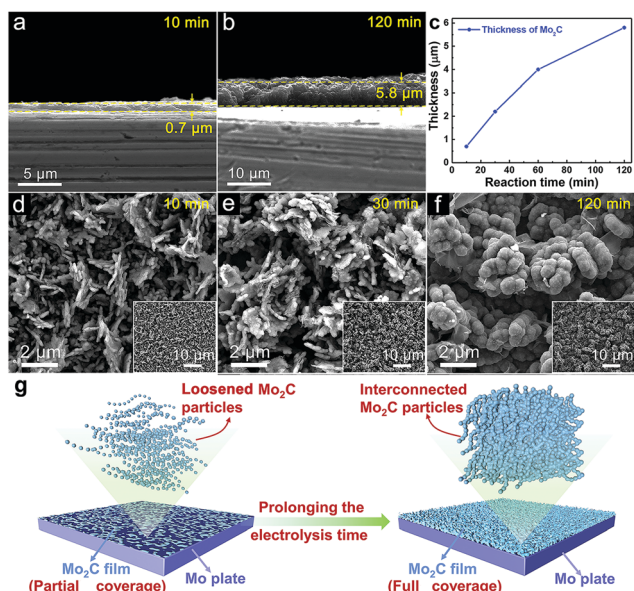 a
10 min
0.7 μm
5 μm
b
120 min
5.8 μm
10 μm
c
Thickness of Mo₂C
Thickness (μm)
6
5
4
3
2
1
0
0 20 40 60 80 100 120
Reaction time (min)
d
10 min
2 μm
10 μm
e
30 min
2 μm
10 μm
f
120 min
2 μm
10 μm
g
Loosened Mo₂C
particles
Interconnected
Mo₂C particles
Prolonging the
electrolysis time
Mo₂C film
(Partial coverage)
Mo plate
Mo₂C film
(Full coverage)
Mo plate